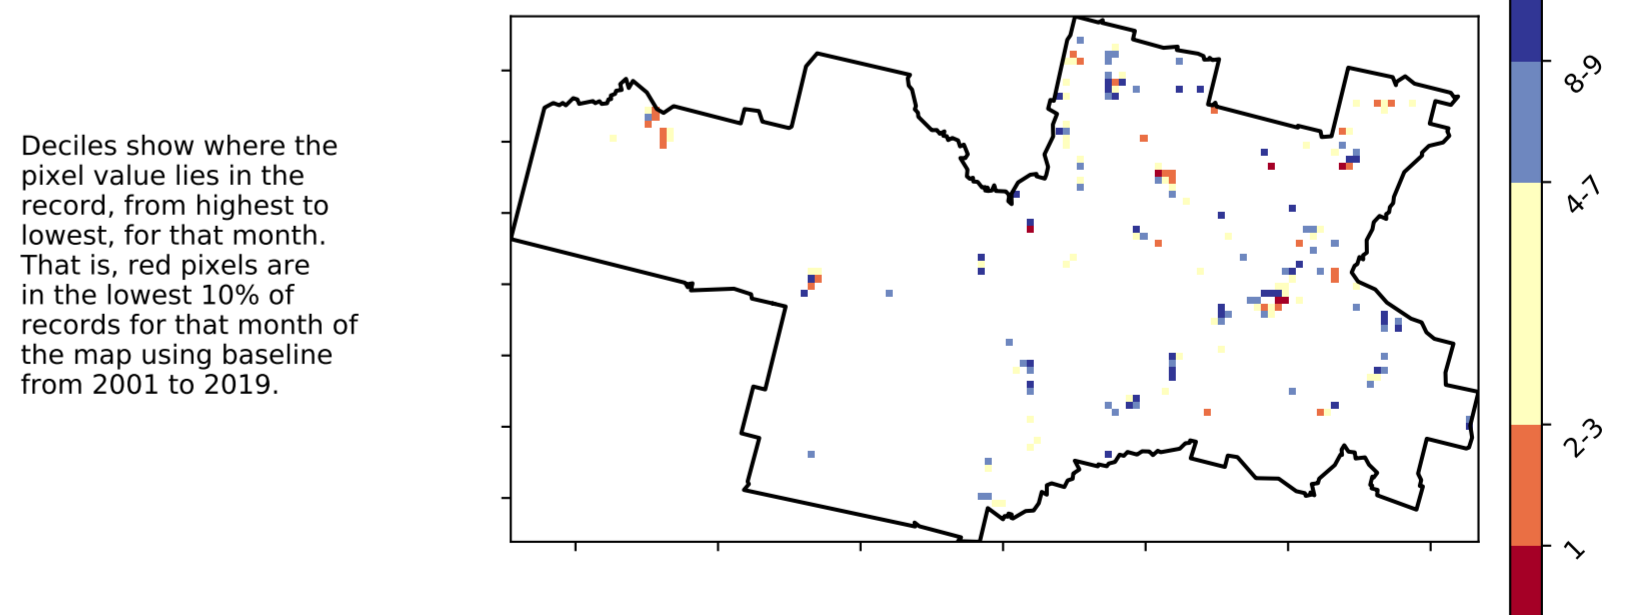 Deciles show where the
pixel value lies in the
record, from highest to
lowest, for that month.
That is, red pixels are
in the lowest 10% of
records for that month of
the map using baseline
from 2001 to 2019.
8-9
4-7
2-3
1